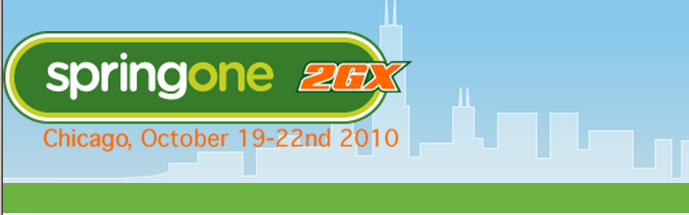 springone 2GX
Chicago, October 19-22nd 2010